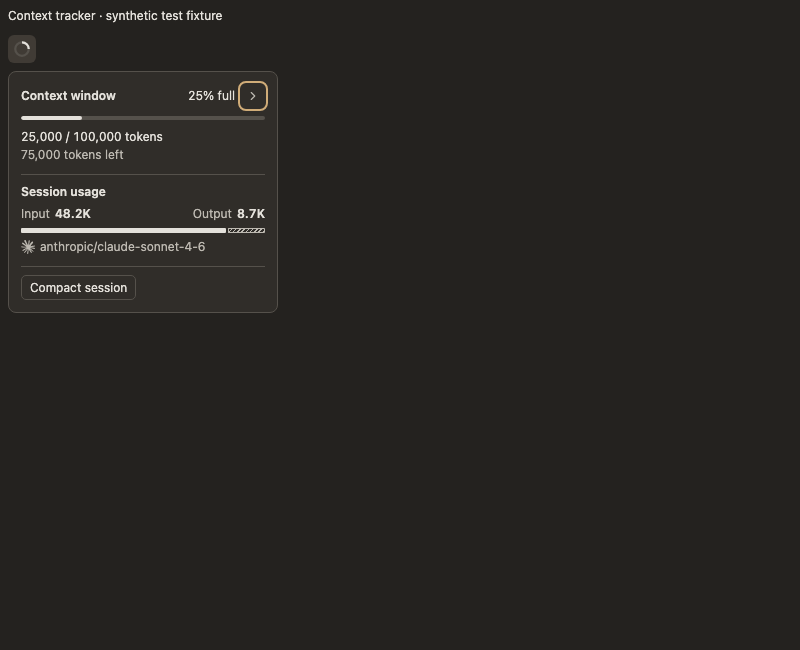 Context tracker · synthetic test fixture
Context window 25% full
25,000 / 100,000 tokens
75,000 tokens left
Session usage
Input 48.2K Output 8.7K
anthropic/claude-sonnet-4-6
Compact session